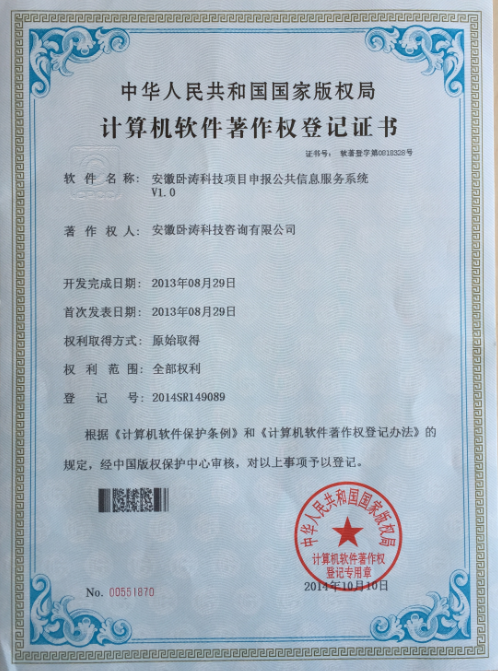 中华人民共和国国家版权局
计算机软件著作权登记证书
证书号： 软著登字第0818328号
软件名称： 安徽卧涛科技项目申报公共信息服务系统
V1.0
著作权人： 安徽卧涛科技咨询有限公司
开发完成日期： 2013年08月29日
首次发表日期： 2013年08月29日
权利取得方式： 原始取得
权利范围： 全部权利
登记号： 2014SR149089
根据《计算机软件保护条例》和《计算机软件著作权登记办法》的
规定，经中国版权保护中心审核，对以上事项予以登记。
中华人民共和国国家版权局
计算机软件著作权
登记专用章
2014年10月10日
No. 00551870
CPCC